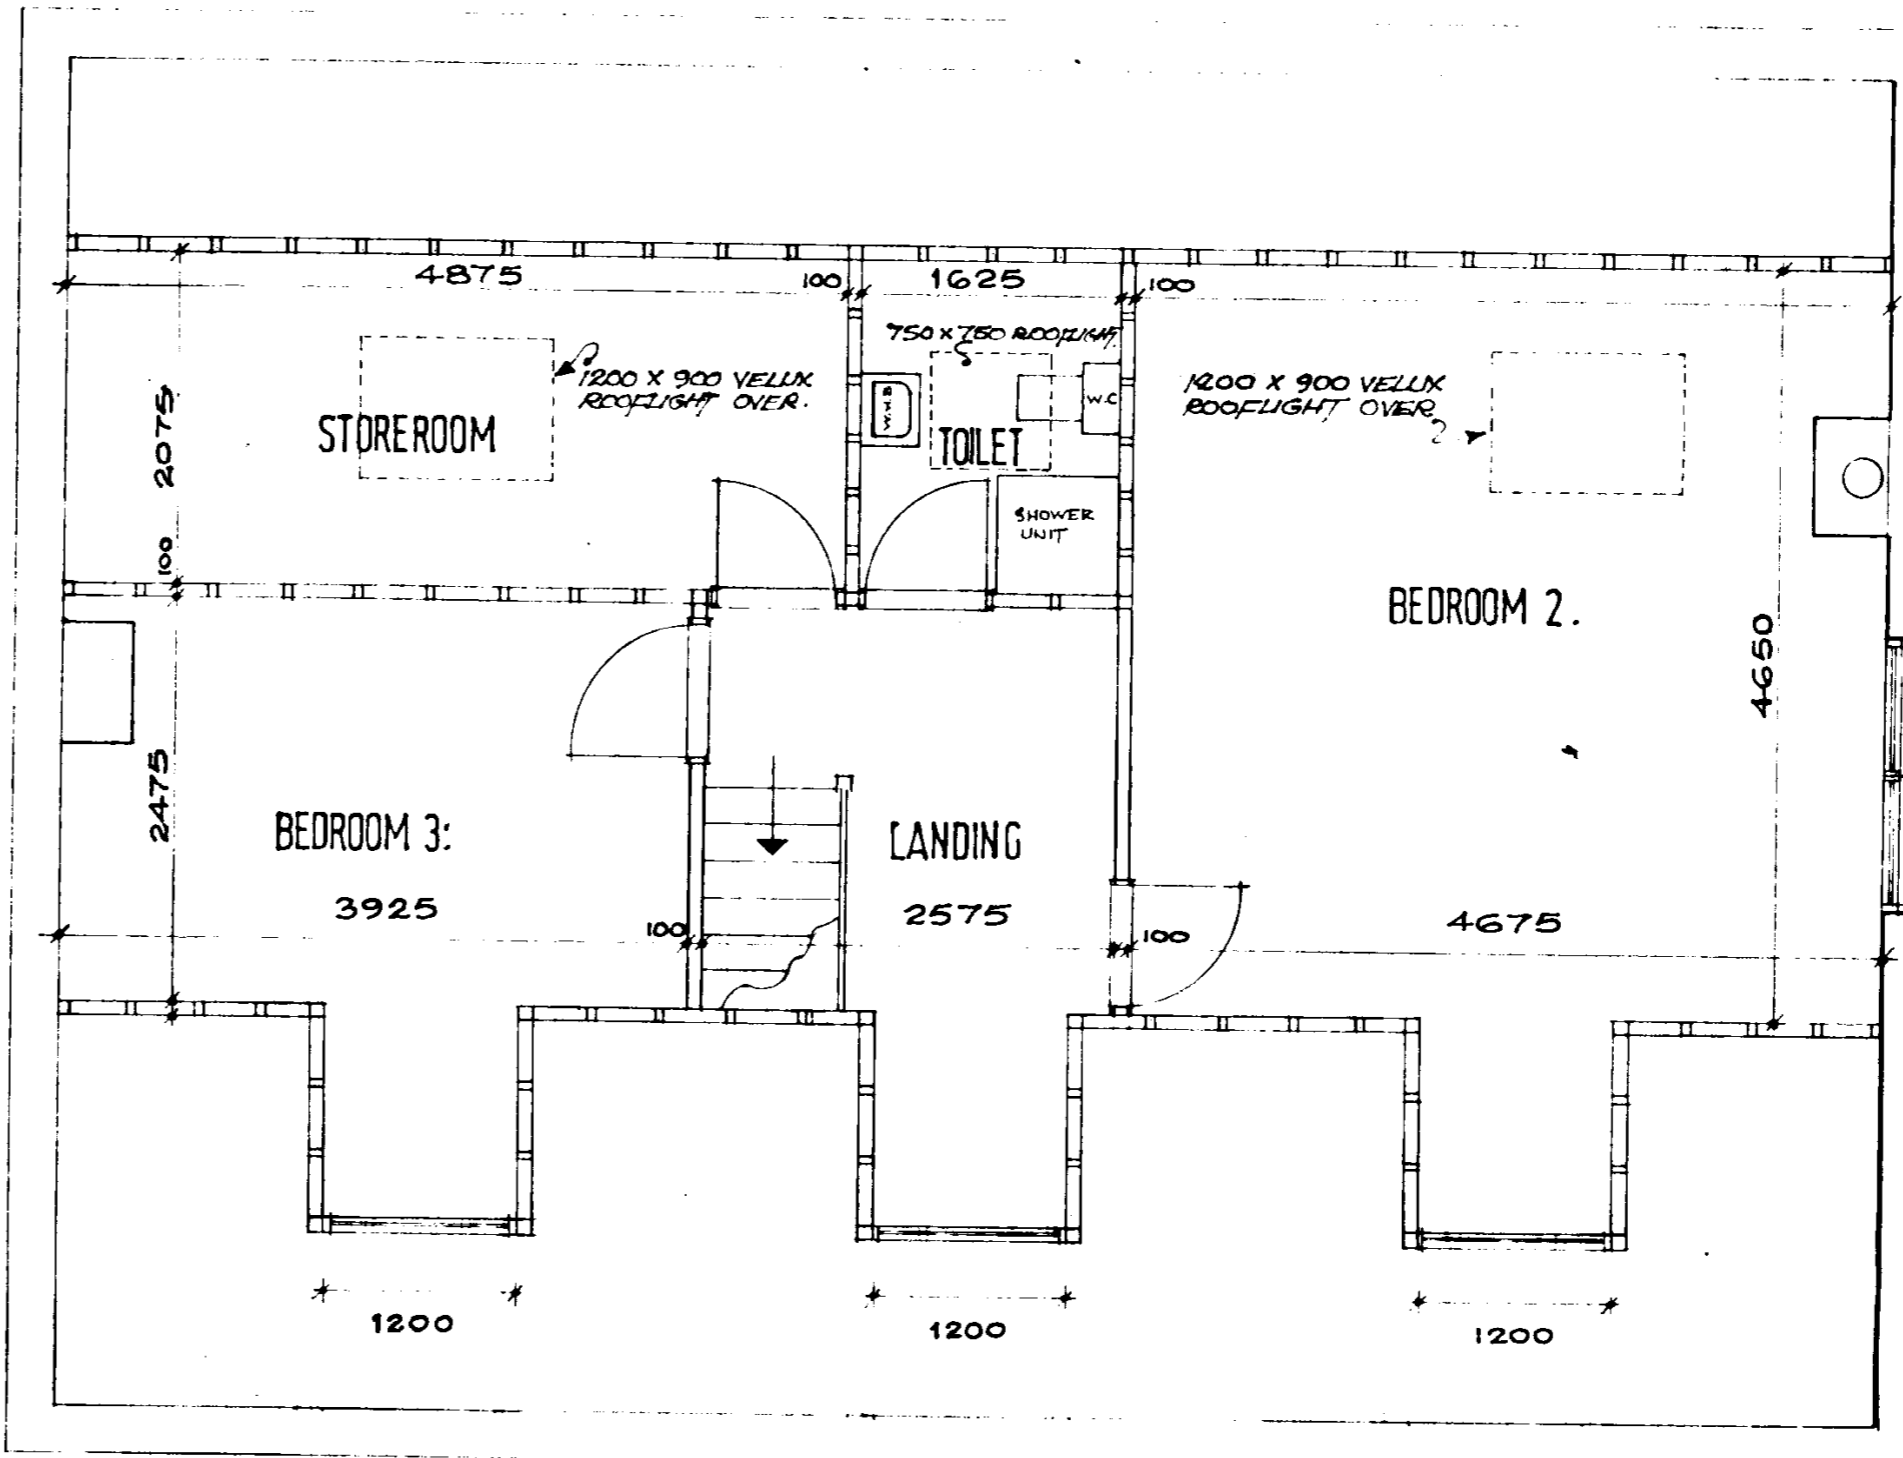 4875
100
1625
100
750 X 750 ROOFLIGHT.
1200 X 900 VELUX
ROOFLIGHT OVER.
1200 X 900 VELUX
ROOFLIGHT OVER
2075
STOREROOM
W.H.B
W.C
TOILET
SHOWER
UNIT
100
BEDROOM 2.
4650
2475
BEDROOM 3:
LANDING
3925
100
2575
100
4675
1200
1200
1200